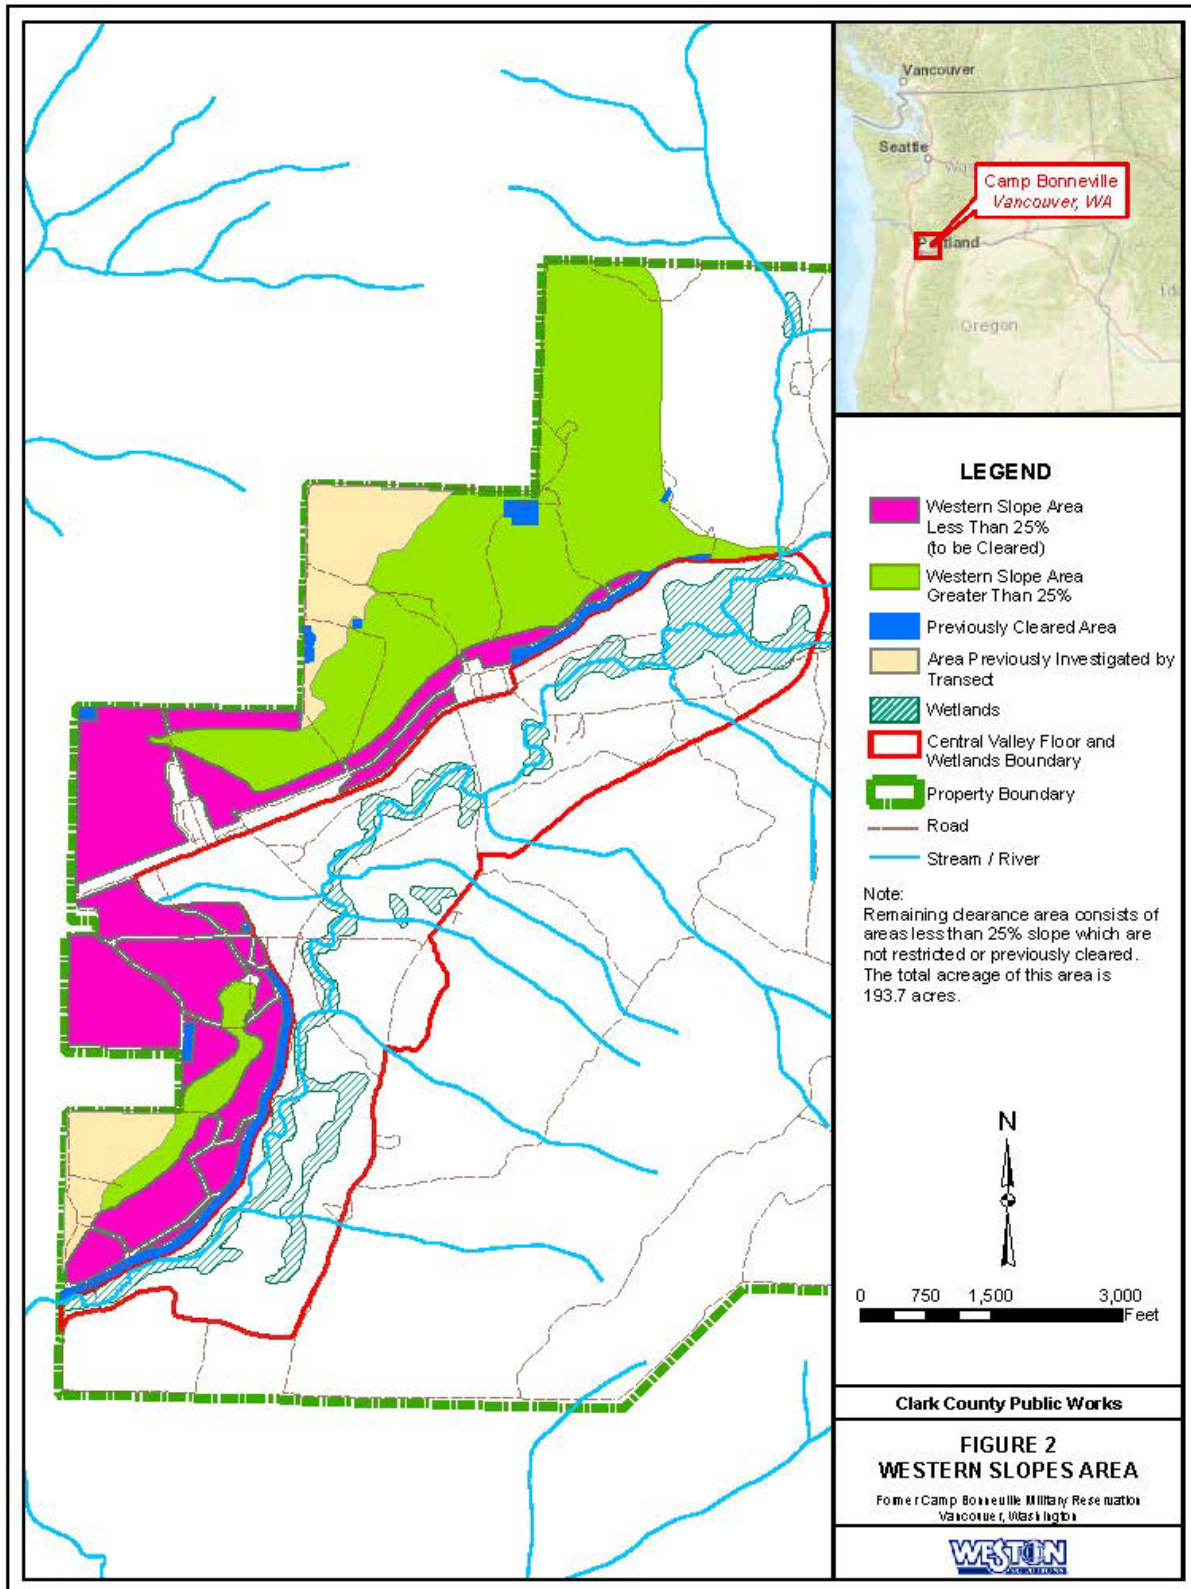 Vancouver
Seattle
Camp Bonneville
Vancouver, WA
Oregon
LEGEND
Western Slope Area
Less Than 25%
(to be Cleared)
Western Slope Area
Greater Than 25%
Previously Cleared Area
Area Previously Investigated by
Transect
Wetlands
Central Valley Floor and
Wetlands Boundary
Property Boundary
Road
Stream / River
Note:
Remaining clearance area consists of
areas less than 25% slope which are
not restricted or previously cleared.
The total acreage of this area is
193.7 acres.
N
0 750 1,500 3,000
Feet
Clark County Public Works
FIGURE 2
WESTERN SLOPES AREA
Former Camp Bonneville Military Reservation
Vancouver, Washington
WESTON
SOLUTIONS